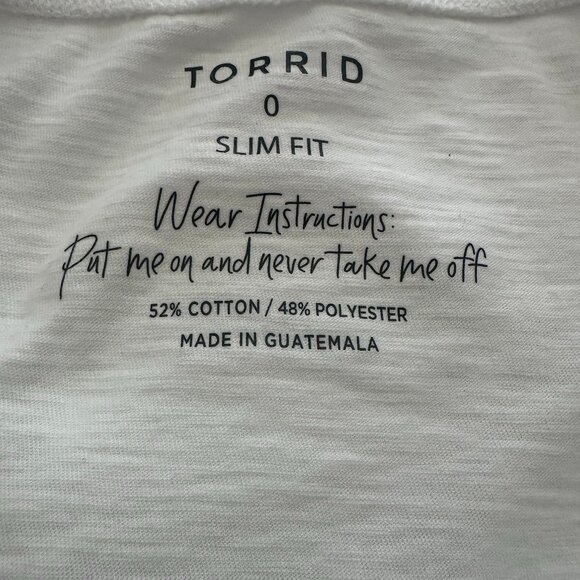 TORRID
0
SLIM FIT
Wear Instructions:
Put me on and never take me off
52% COTTON / 48% POLYESTER
MADE IN GUATEMALA